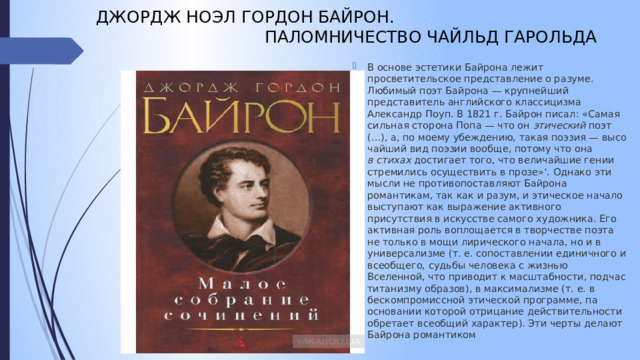 ДЖОРДЖ НОЭЛ ГОРДОН БАЙРОН.
ПАЛОМНИЧЕСТВО ЧАЙЛЬД ГАРОЛЬДА
ДЖОРДЖ ГОРДОН
БАЙРОН
Малое
собрание
сочинений
YAKABOO.UA
В основе эстетики Байрона лежит
просветительское представление о разуме.
Любимый поэт Байрона — крупнейший
представитель английского классицизма
Александр Поуп. В 1821 г. Байрон писал: «Самая
сильная сторона Попа — что он этический поэт
(...), а, по моему убеждению, такая поэзия — высо
чайший вид поэзии вообще, потому что она
в стихах достигает того, что величайшие гении
стремились осуществить в прозе»'. Однако эти
мысли не противопоставляют Байрона
романтикам, так как и разум, и этическое начало
выступают как выражение активного
присутствия в искусстве самого художника. Его
активная роль воплощается в творчестве поэта
не только в мощи лирического начала, но и в
универсализме (т. е. сопоставлении единичного и
всеобщего, судьбы человека с жизнью
Вселенной, что приводит к масштабности, подчас
титанизму образов), в максимализме (т. е. в
бескомпромиссной этической программе, па
основании которой отрицание действительности
обретает всеобщий характер). Эти черты делают
Байрона романтиком